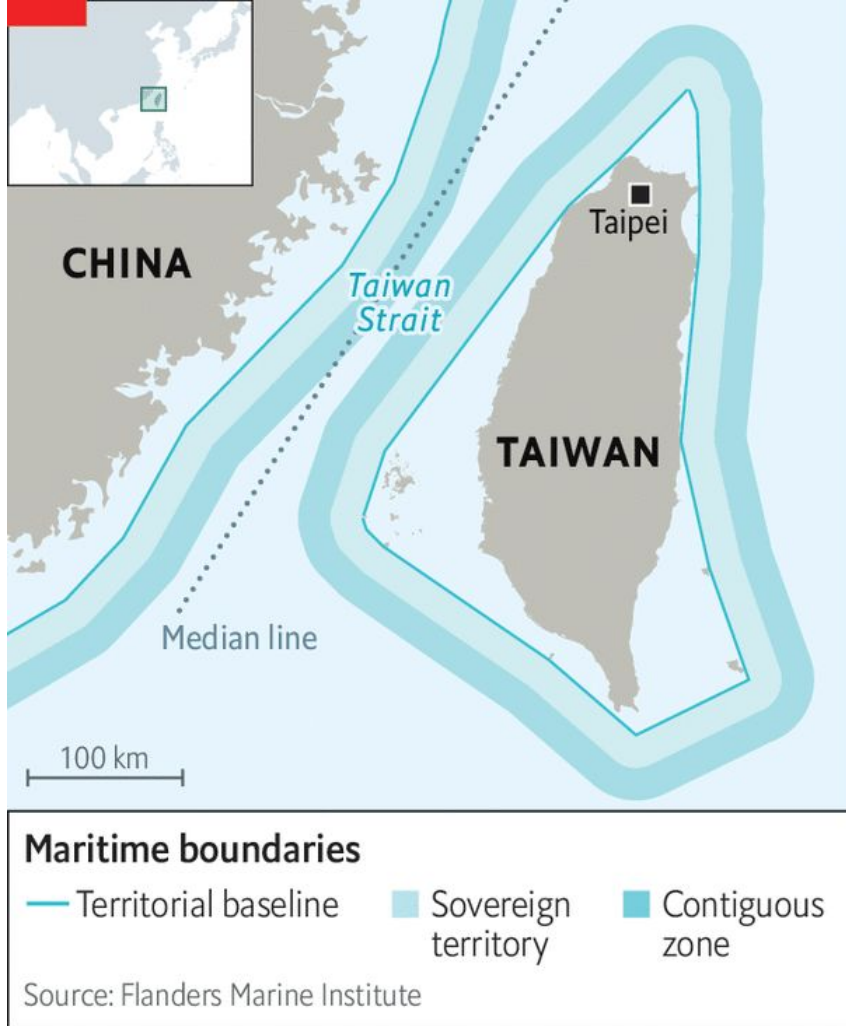 CHINA
Taipei
Taiwan
Strait
TAIWAN
Median line
100 km
Maritime boundaries
Territorial baseline
Sovereign
territory
Contiguous
zone
Source: Flanders Marine Institute